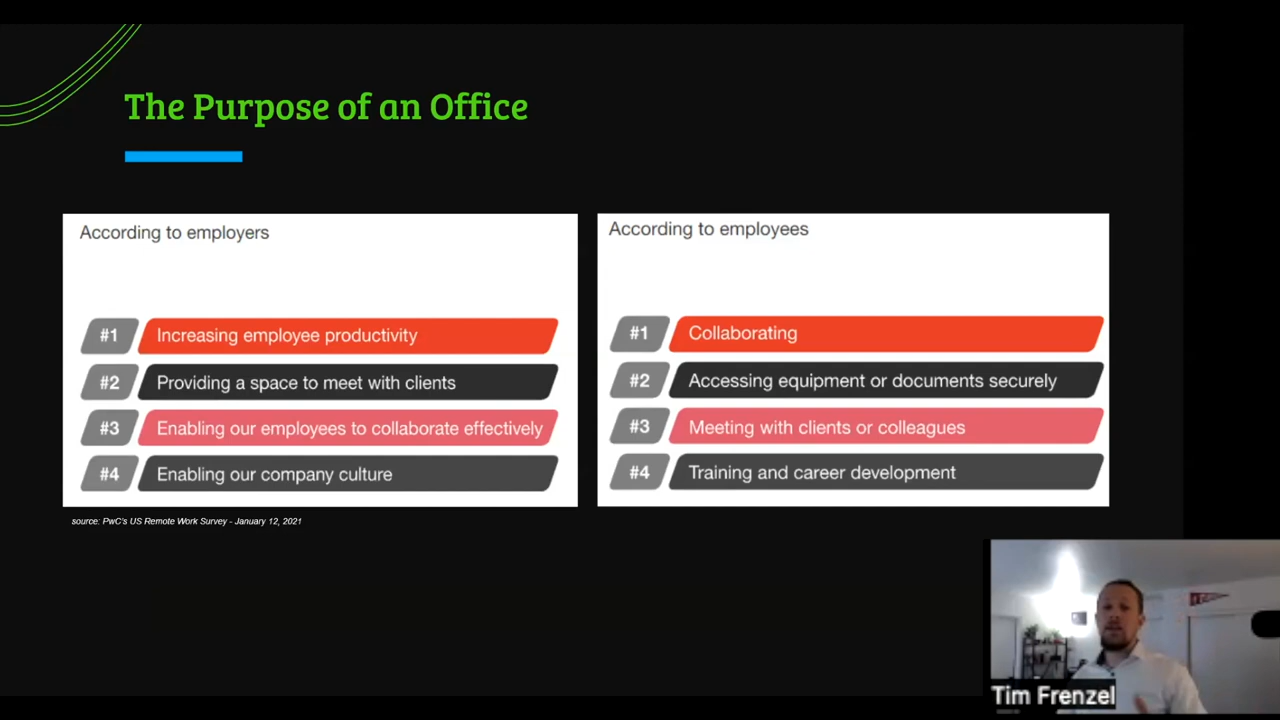 The Purpose of an Office
According to employers
#1 Increasing employee productivity
#2 Providing a space to meet with clients
#3 Enabling our employees to collaborate effectively
#4 Enabling our company culture
source: PwC's US Remote Work Survey - January 12, 2021
According to employees
#1 Collaborating
#2 Accessing equipment or documents securely
#3 Meeting with clients or colleagues
#4 Training and career development
Tim Frenzel